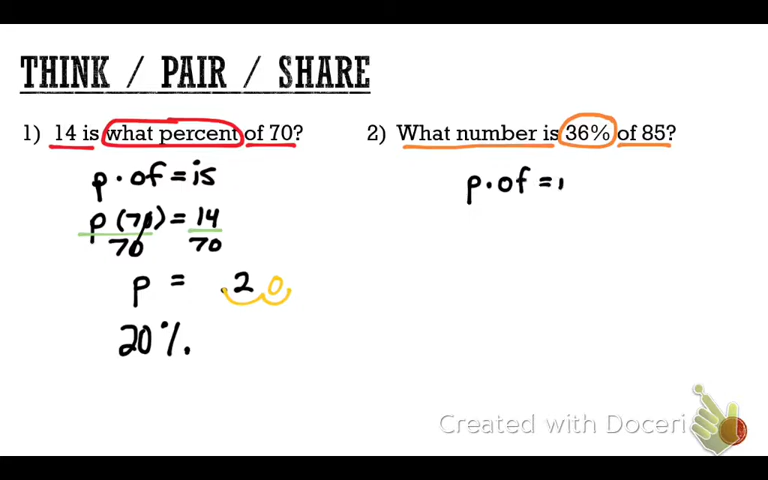 THINK / PAIR / SHARE
1) 14 is what percent of 70?
p · of = is
p (70) = 14
70 70
p = .20
20%.
2) What number is 36% of 85?
p · of = 
Created with Doceri